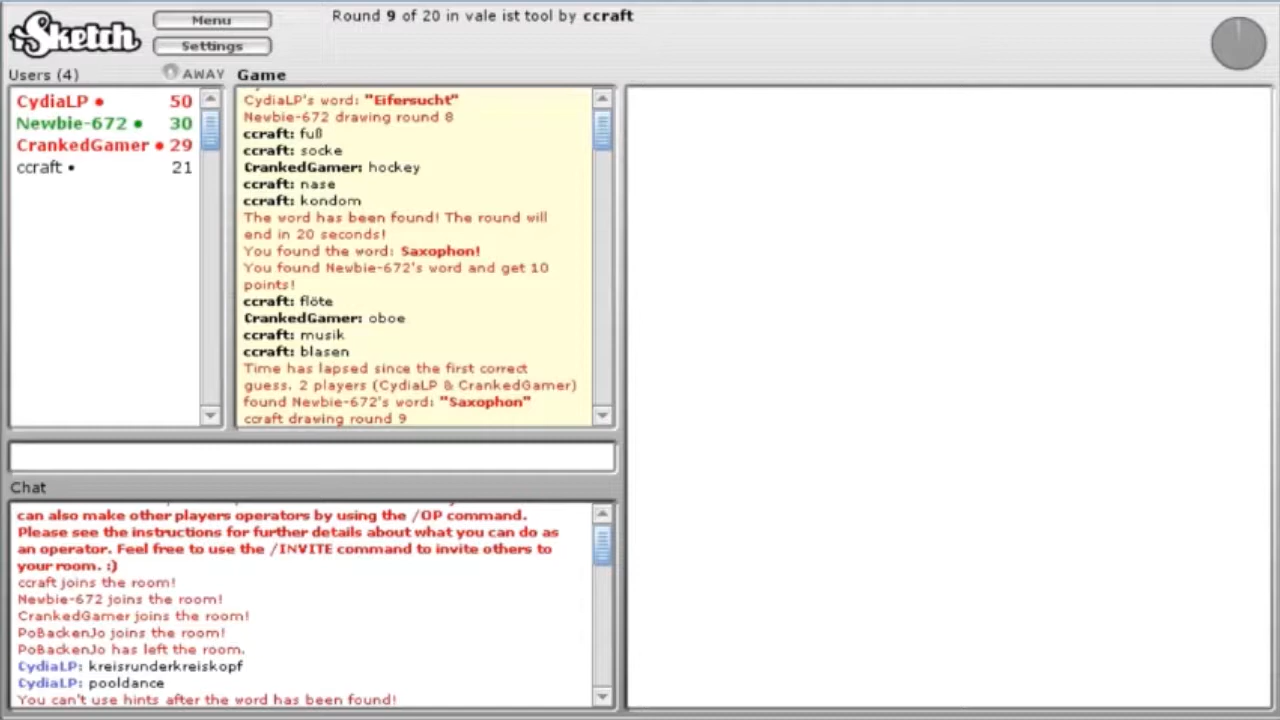 iSketch
Menu
Settings
Round 9 of 20 in vale ist tool by ccraft
Users (4)
AWAY
Game
CydiaLP • 50
Newbie-672 • 30
CrankedGamer • 29
ccraft • 21
CydiaLP's word: "Eifersucht"
Newbie-672 drawing round 8
ccraft: fuß
ccraft: socke
CrankedGamer: hockey
ccraft: nase
ccraft: kondom
The word has been found! The round will
end in 20 seconds!
You found the word: Saxophon!
You found Newbie-672's word and get 10
points!
ccraft: flöte
CrankedGamer: oboe
ccraft: musik
ccraft: blasen
Time has lapsed since the first correct
guess. 2 players (CydiaLP & CrankedGamer)
found Newbie-672's word: "Saxophon"
ccraft drawing round 9
Chat
can also make other players operators by using the /OP command.
Please see the instructions for further details about what you can do as
an operator. Feel free to use the /INVITE command to invite others to
your room. :)
ccraft joins the room!
Newbie-672 joins the room!
CrankedGamer joins the room!
PoBackenJo joins the room!
PoBackenJo has left the room.
CydiaLP: kreisrunderkreiskopf
CydiaLP: pooldance
You can't use hints after the word has been found!